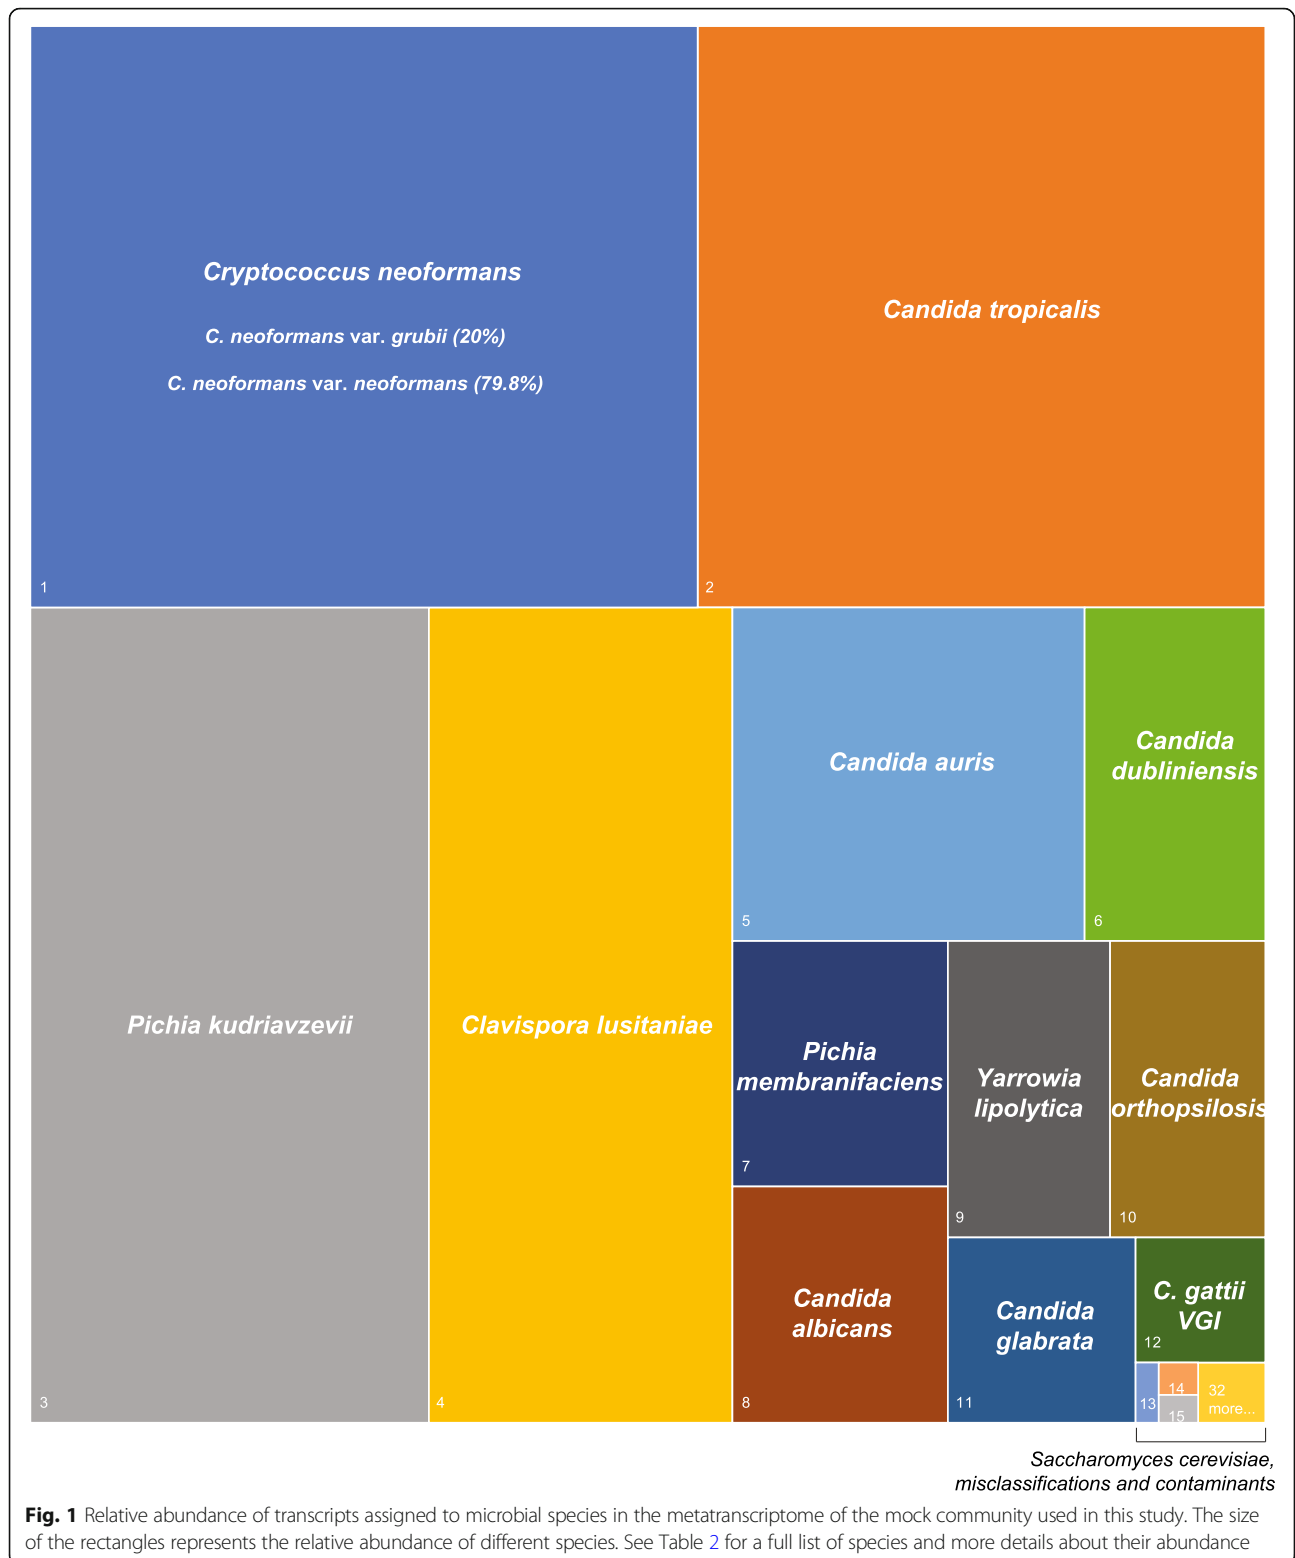 Cryptococcus neoformans
C. neoformans var. grubii (20%)
C. neoformans var. neoformans (79.8%)
1
Candida tropicalis
2
Pichia kudriavzevii
3
Clavispora lusitaniae
4
Candida auris
5
Candida
dubliniensis
6
Pichia
membranifaciens
7
Candida
albicans
8
Yarrowia
lipolytica
9
Candida
orthopsilosis
10
Candida
glabrata
11
C. gattii
VGI
12
13
14
15
32
more...
Saccharomyces cerevisiae,
misclassifications and contaminants
Fig. 1 Relative abundance of transcripts assigned to microbial species in the metatranscriptome of the mock community used in this study. The size
of the rectangles represents the relative abundance of different species. See Table 2 for a full list of species and more details about their abundance